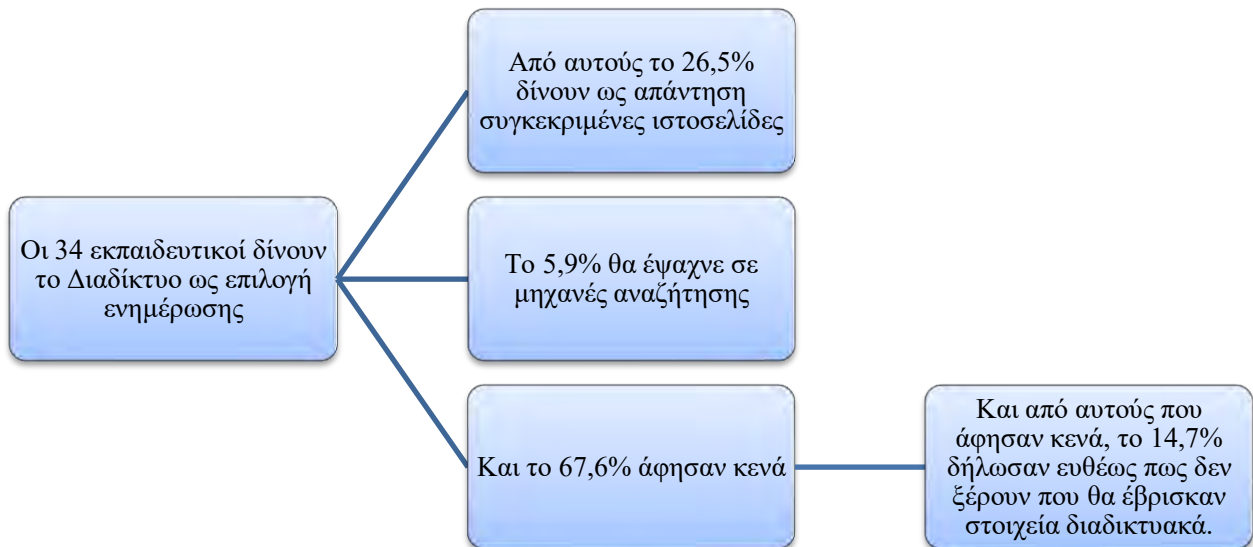 Από αυτούς το 26,5%
δίνουν ως απάντηση
συγκεκριμένες ιστοσελίδες
Οι 34 εκπαιδευτικοί δίνουν
το Διαδίκτυο ως επιλογή
ενημέρωσης
Το 5,9% θα έψαχνε σε
μηχανές αναζήτησης
Και το 67,6% άφησαν κενά
Και από αυτούς που
άφησαν κενά, το 14,7%
δήλωσαν ευθέως πως δεν
ξέρουν που θα έβρισκαν
στοιχεία διαδικτυακά.